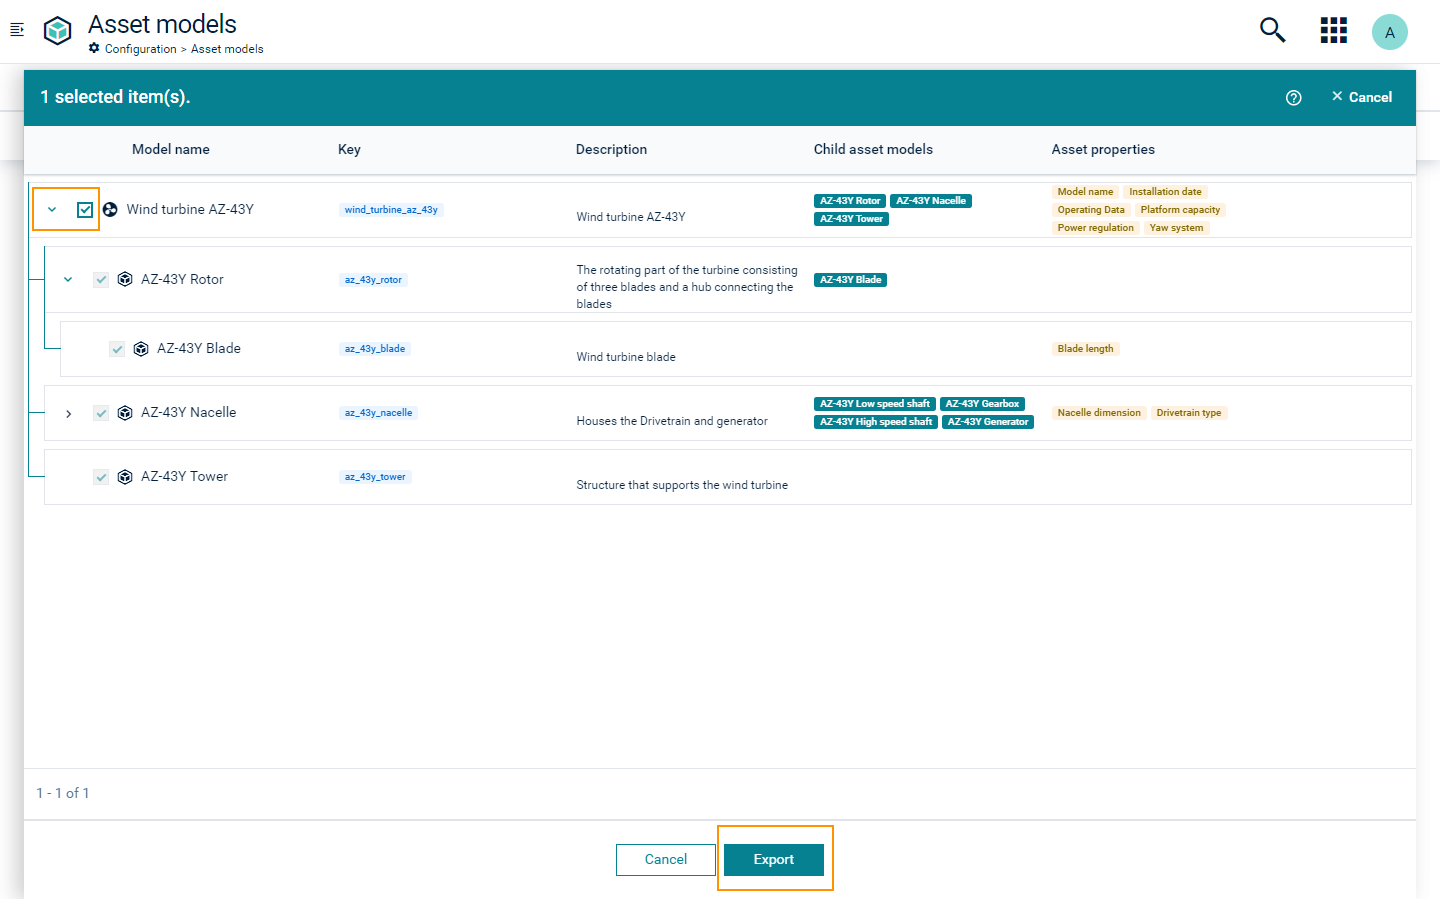 Asset models
Configuration > Asset models
A
1 selected item(s).
Cancel
Model name Key Description Child asset models Asset properties
Wind turbine AZ-43Y wind_turbine_az_43y Wind turbine AZ-43Y
AZ-43Y Rotor AZ-43Y Nacelle
AZ-43Y Tower
Model name Installation date
Operating Data Platform capacity
Power regulation Yaw system
AZ-43Y Rotor az_43y_rotor
The rotating part of the turbine consisting
of three blades and a hub connecting the
blades
AZ-43Y Blade
AZ-43Y Blade az_43y_blade Wind turbine blade Blade length
AZ-43Y Nacelle az_43y_nacelle Houses the Drivetrain and generator
AZ-43Y Low speed shaft AZ-43Y Gearbox
AZ-43Y High speed shaft AZ-43Y Generator
Nacelle dimension Drivetrain type
AZ-43Y Tower az_43y_tower Structure that supports the wind turbine
1 - 1 of 1
Cancel Export